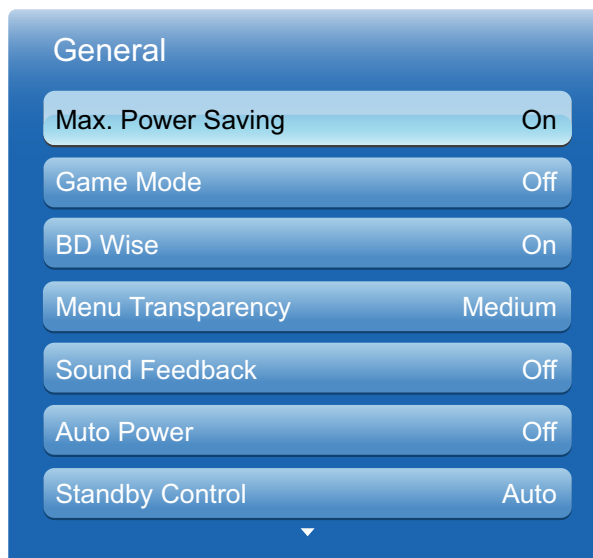 General
Max. Power Saving On
Game Mode Off
BD Wise On
Menu Transparency Medium
Sound Feedback Off
Auto Power Off
Standby Control Auto